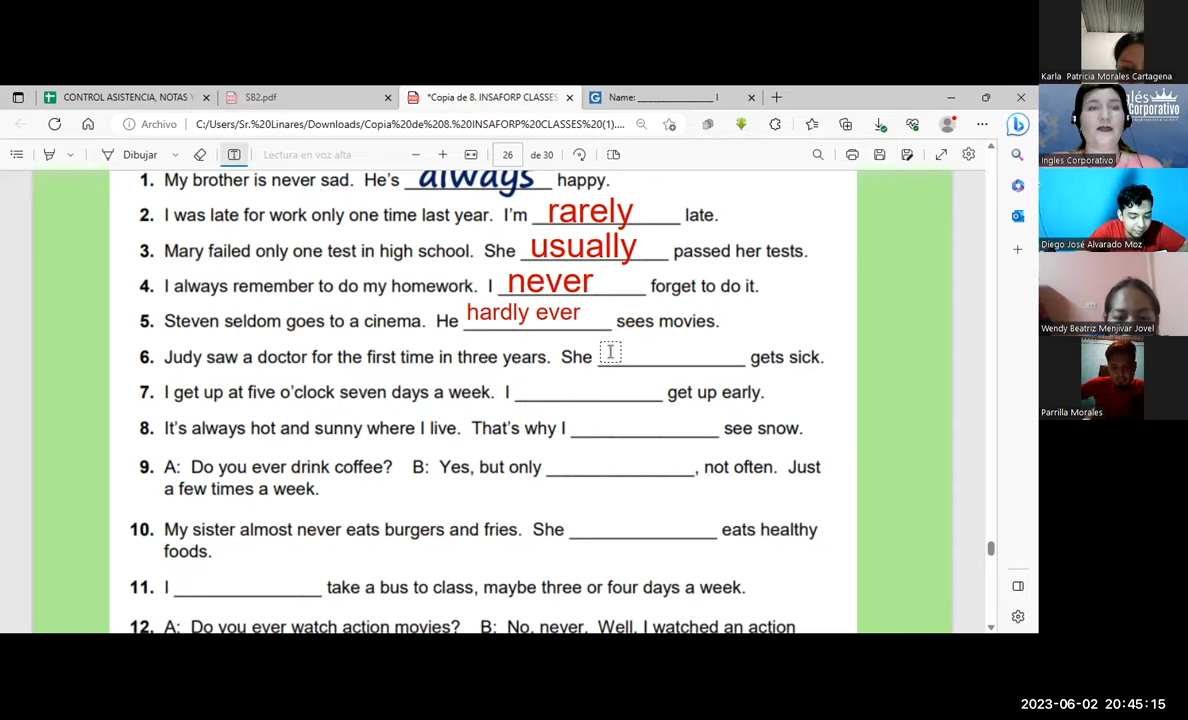 CONTROL ASISTENCIA, NOTAS Y
SB2.pdf
*Copia de 8. INSAFORP CLASSES
Name: ________________ I
Archivo
C:/Users/Sr.%20Linares/Downloads/Copia%20de%208.%20INSAFORP%20CLASSES%20(1)....
Dibujar
Lectura en voz alta
26
de 30
1. My brother is never sad. He's always happy.
2. I was late for work only one time last year. I'm rarely late.
3. Mary failed only one test in high school. She usually passed her tests.
4. I always remember to do my homework. I never forget to do it.
5. Steven seldom goes to a cinema. He hardly ever sees movies.
6. Judy saw a doctor for the first time in three years. She ________________ gets sick.
7. I get up at five o'clock seven days a week. I ________________ get up early.
8. It's always hot and sunny where I live. That's why I ________________ see snow.
9. A: Do you ever drink coffee? B: Yes, but only ________________, not often. Just
a few times a week.
10. My sister almost never eats burgers and fries. She ________________ eats healthy
foods.
11. I ________________ take a bus to class, maybe three or four days a week.
12. A: Do you ever watch action movies? B: No, never. Well, I watched an action
Karla Patricia Morales Cartagena
Inglés
Corporativo
Ingles Corporativo
Diego José Alvarado Moz
Wendy Beatriz Menjivar Jovel
Parrilla Morales
2023-06-02 20:45:15